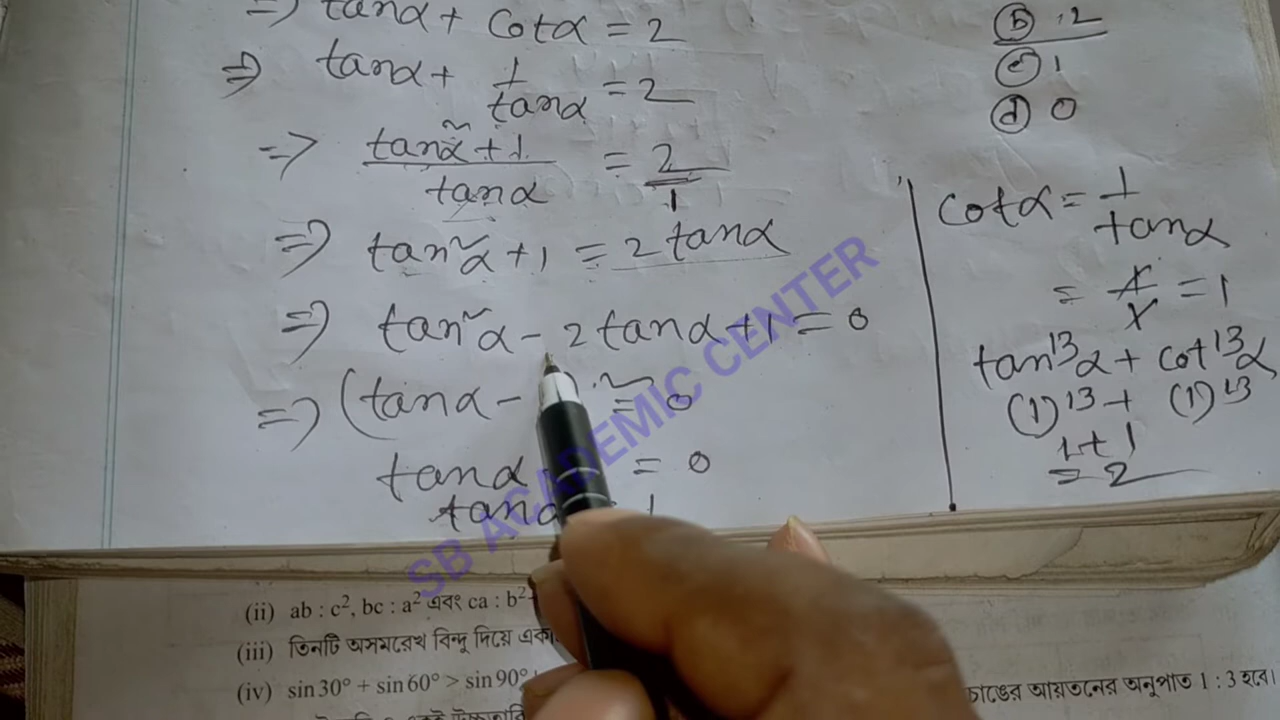 => tanα + cotα = 2
=> tanα + 1/tanα = 2
=> tan²α + 1 / tanα = 2/1
=> tan²α + 1 = 2 tanα
=> tan²α - 2 tanα + 1 = 0
=> (tanα - )² = 0
tanα = 0
tanα = 1
ⓑ 2
ⓒ 1
ⓓ 0
cotα = 1/tanα
= 1/1 = 1
tan¹³α + cot¹³α
(1)¹³ + (1)¹³
1 + 1
= 2
SB ACADEMIC CENTER
(ii) ab : c², bc : a² এবং ca : b²
(iii) তিনটি অসমরেখ বিন্দু দিয়ে
(iv) sin 30° + sin 60° > sin 90°
আয়তনের অনুপাত 1 : 3 হবে।